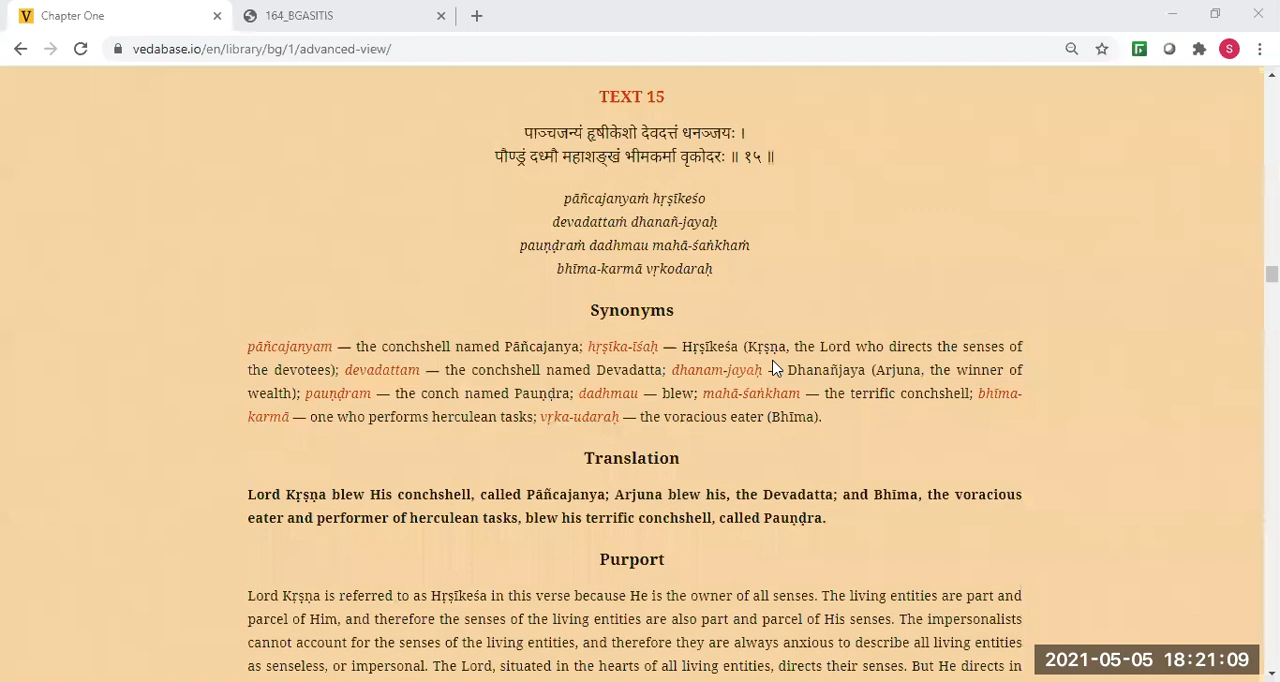 Chapter One
164_BGASITIS
vedabase.io/en/library/bg/1/advanced-view/
S
TEXT 15
पाञ्चजन्यं हृषीकेशो देवदत्तं धनञ्जयः ।
पौण्ड्रं दध्मौ महाशङ्खं भीमकर्मा वृकोदरः ॥ १५ ॥
pāñcajanyaṁ hṛṣīkeśo
devadattaṁ dhanañ-jayaḥ
pauṇḍraṁ dadhmau mahā-śaṅkhaṁ
bhīma-karmā vṛkodaraḥ
Synonyms
pāñcajanyam — the conchshell named Pāñcajanya; hṛṣīka-īśaḥ — Hṛṣīkeśa (Kṛṣṇa, the Lord who directs the senses of
the devotees); devadattam — the conchshell named Devadatta; dhanam-jayaḥ — Dhanañjaya (Arjuna, the winner of
wealth); pauṇḍram — the conch named Pauṇḍra; dadhmau — blew; mahā-śaṅkham — the terrific conchshell; bhīma-
karmā — one who performs herculean tasks; vṛka-udaraḥ — the voracious eater (Bhīma).
Translation
Lord Kṛṣṇa blew His conchshell, called Pāñcajanya; Arjuna blew his, the Devadatta; and Bhīma, the voracious
eater and performer of herculean tasks, blew his terrific conchshell, called Pauṇḍra.
Purport
Lord Kṛṣṇa is referred to as Hṛṣīkeśa in this verse because He is the owner of all senses. The living entities are part and
parcel of Him, and therefore the senses of the living entities are also part and parcel of His senses. The impersonalists
cannot account for the senses of the living entities, and therefore they are always anxious to describe all living entities
as senseless, or impersonal. The Lord, situated in the hearts of all living entities, directs their senses. But He directs in
2021-05-05 18:21:09